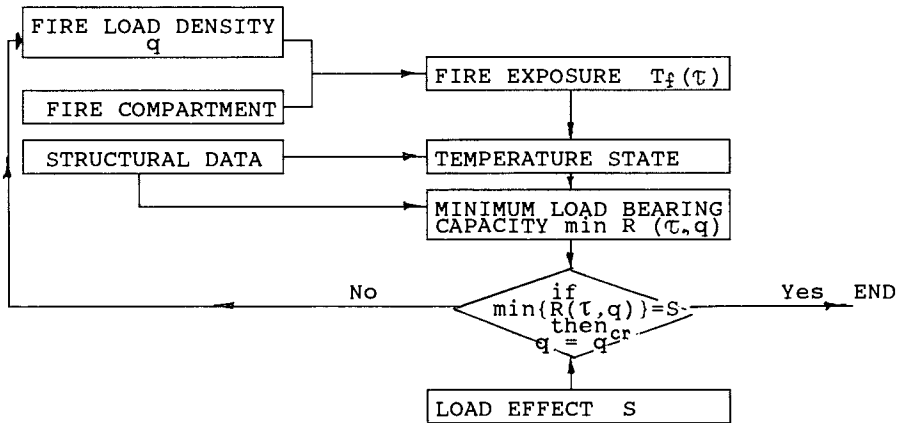 FIRE LOAD DENSITY
q
FIRE EXPOSURE Tf(τ)
FIRE COMPARTMENT
STRUCTURAL DATA
TEMPERATURE STATE
MINIMUM LOAD BEARING
CAPACITY min R (τ,q)
No
Yes
END
if
min{R(τ,q)}=S
then
q = qcr
LOAD EFFECT S